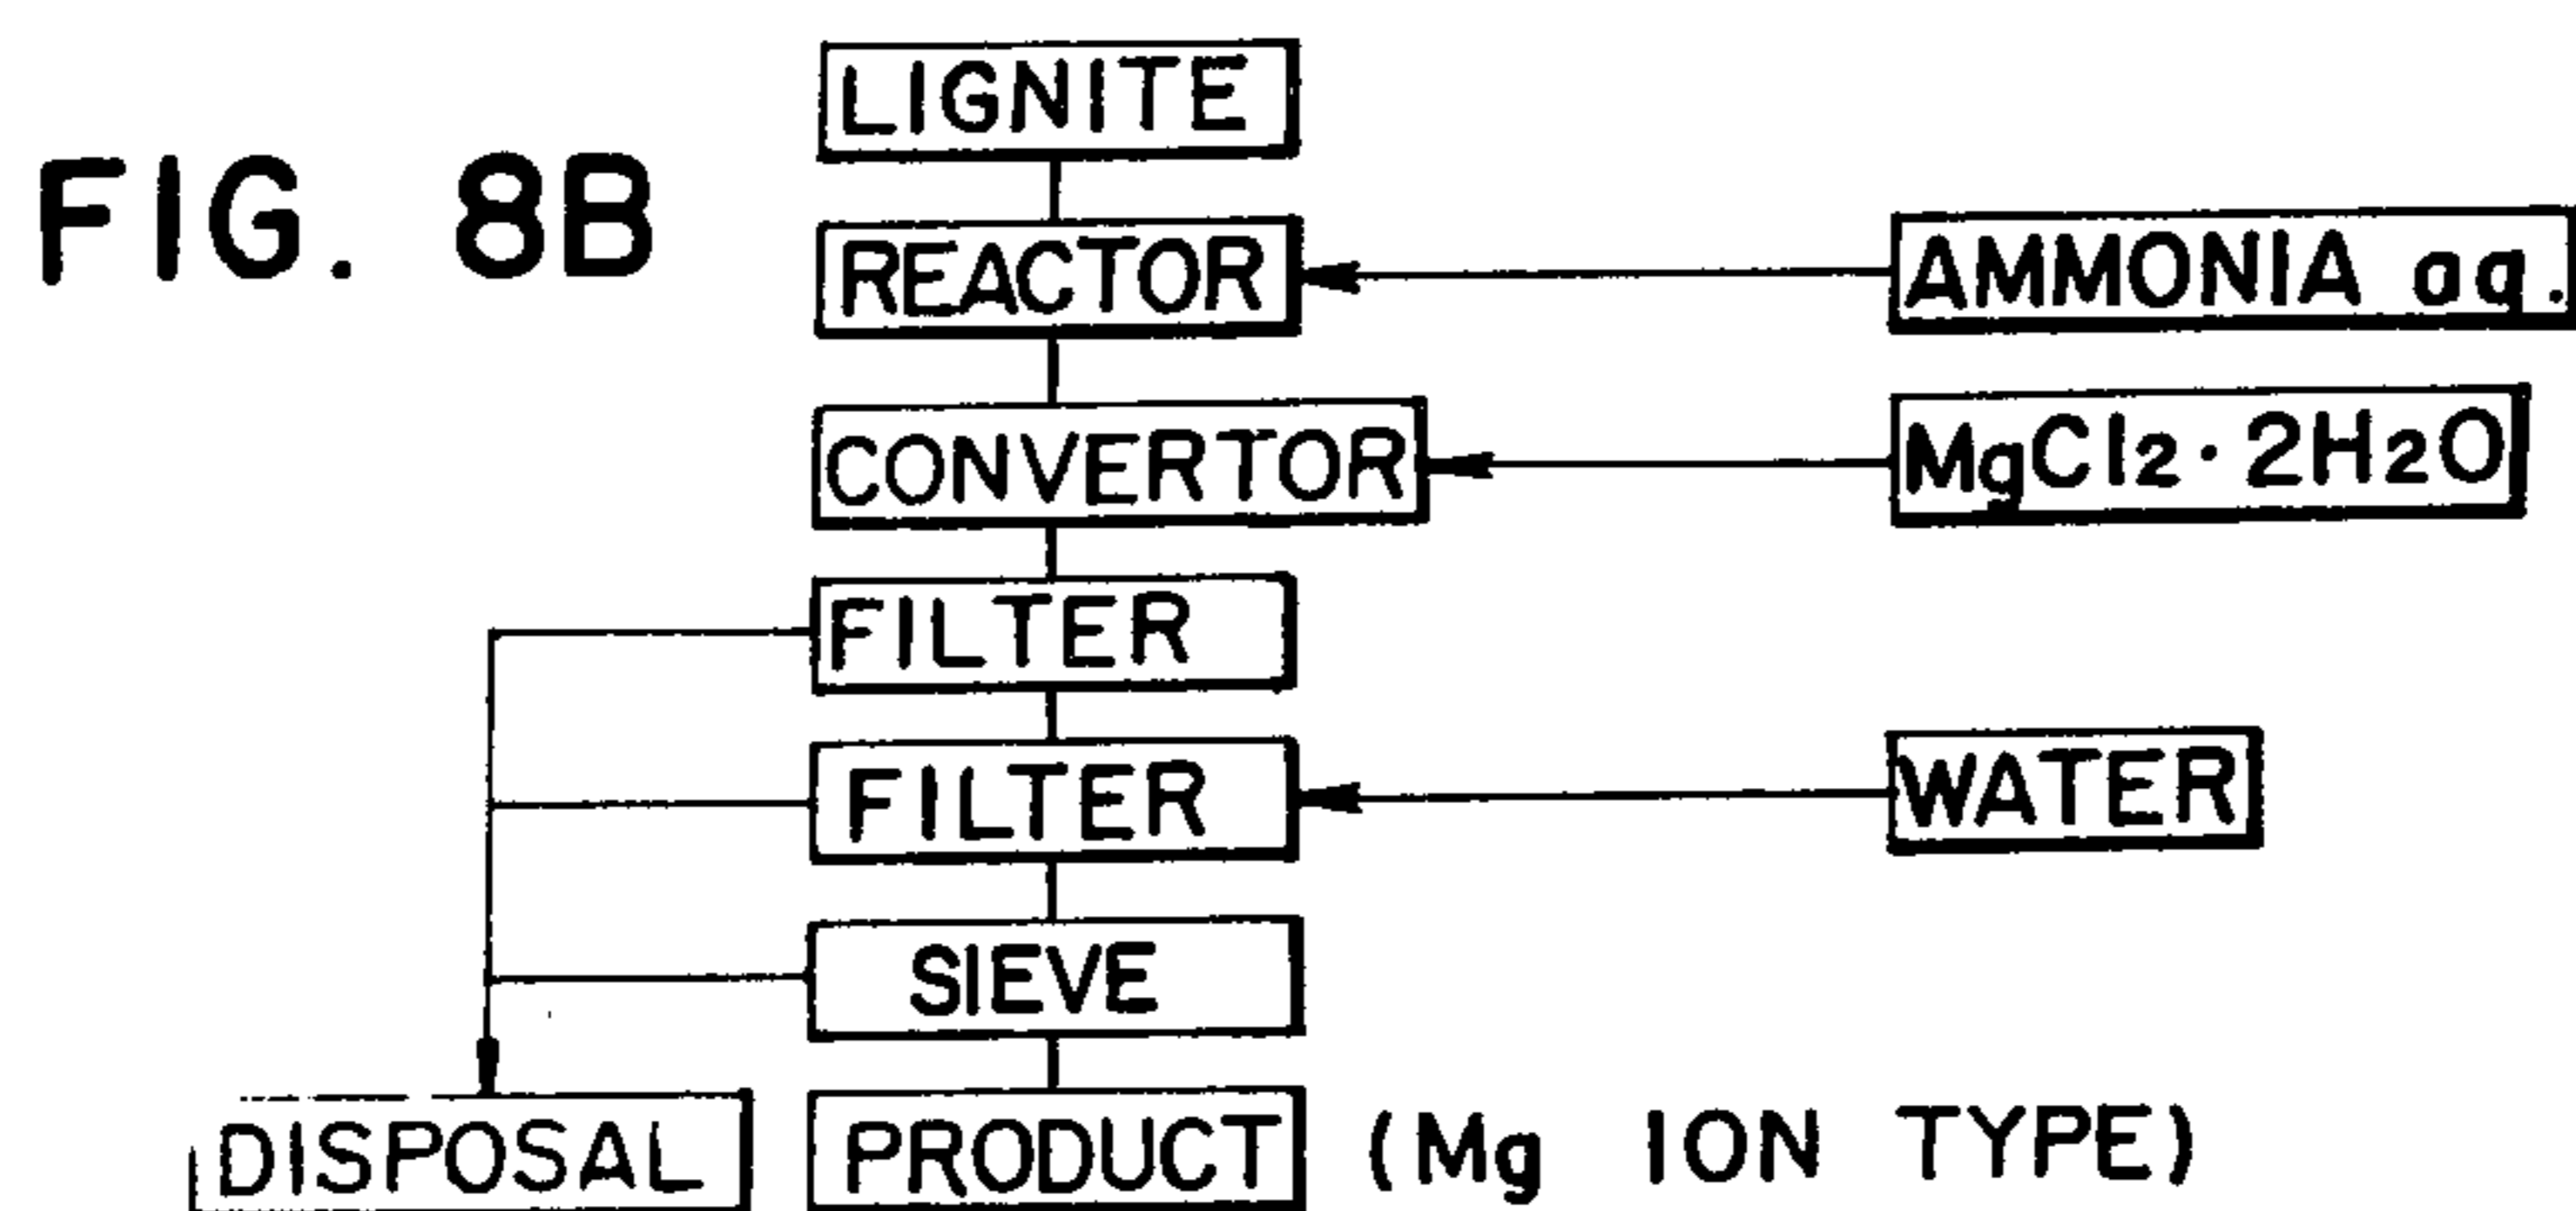 FIG. 8B
LIGNITE
REACTOR
AMMONIA aq.
CONVERTOR
MgCl2·2H2O
FILTER
FILTER
WATER
SIEVE
DISPOSAL
PRODUCT
(Mg ION TYPE)